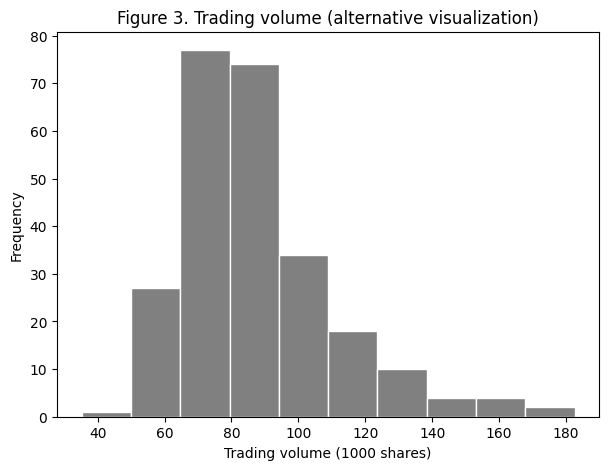 Figure 3. Trading volume (alternative visualization)
80
70
60
50
40
30
20
10
0
Frequency
40 60 80 100 120 140 160 180
Trading volume (1000 shares)